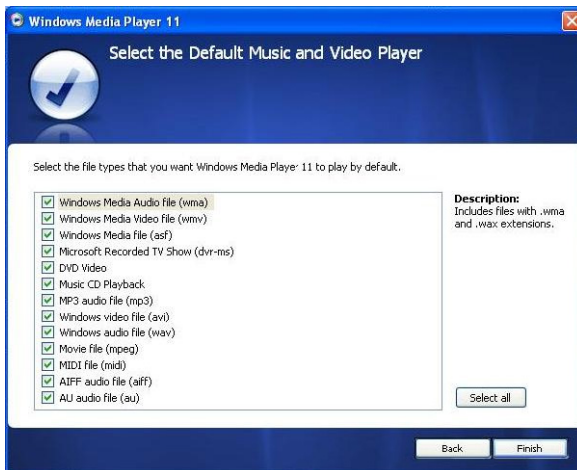 Windows Media Player 11
Select the Default Music and Video Player
Select the file types that you want Windows Media Player 11 to play by default.
Windows Media Audio file (wma)
Windows Media Video file (wmv)
Windows Media file (asf)
Microsoft Recorded TV Show (dvr-ms)
DVD Video
Music CD Playback
MP3 audio file (mp3)
Windows video file (avi)
Windows audio file (wav)
Movie file (mpeg)
MIDI file (midi)
AIFF audio file (aiff)
AU audio file (au)
Description:
Includes files with .wma
and .wax extensions.
Select all
Back
Finish